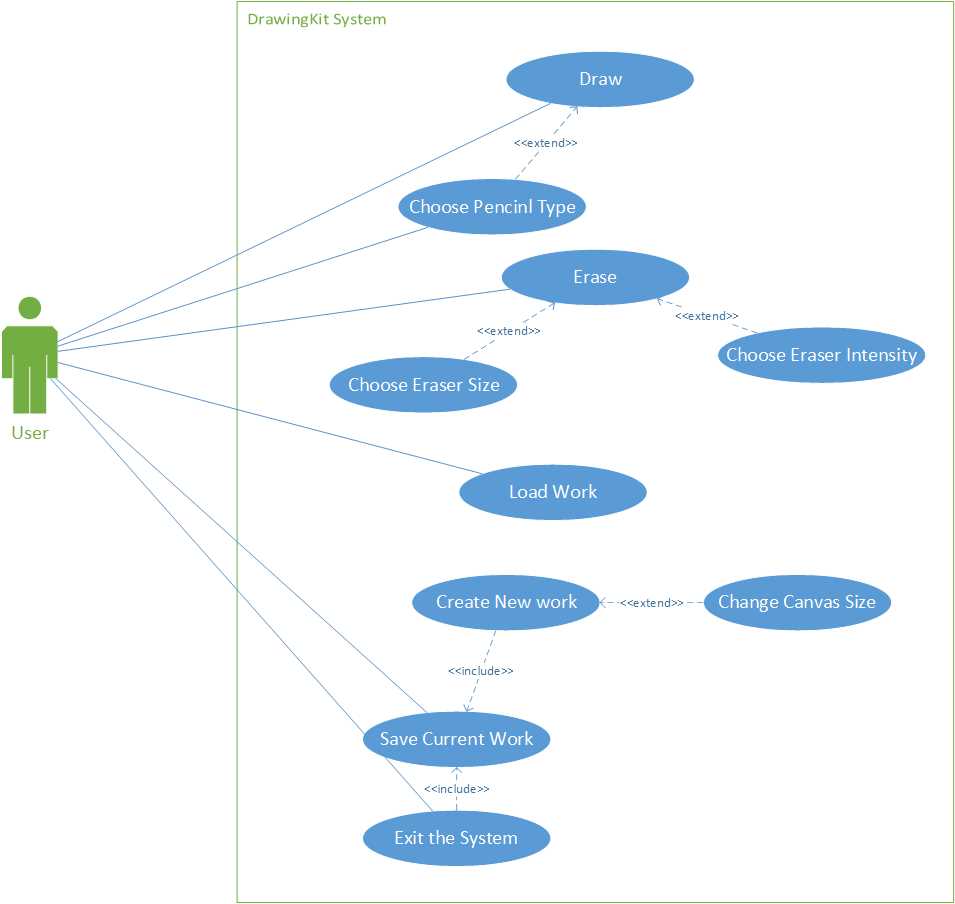 DrawingKit System
Draw
<<extend>>
Choose Pencinl Type
Erase
<<extend>>
<<extend>>
Choose Eraser Intensity
Choose Eraser Size
User
Load Work
Create New work
<<extend>>
Change Canvas Size
<<include>>
Save Current Work
<<include>>
Exit the System